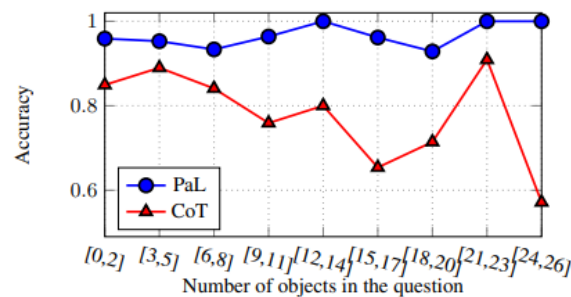 1
0.8
0.6
Accuracy
PaL
CoT
[0,2] [3,5] [6,8] [9,11] [12,14] [15,17] [18,20] [21,23] [24,26]
Number of objects in the question